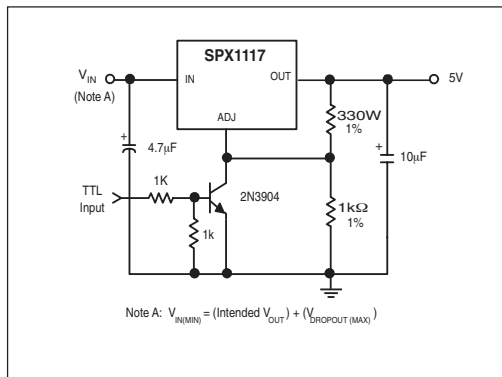 SPX1117
V_IN
(Note A)
IN
OUT
5V
ADJ
330W
1%
+
4.7µF
+
10µF
TTL
Input
1K
2N3904
1kΩ
1%
1k
Note A: V_IN(MIN) = (Intended V_OUT) + (V_DROPOUT (MAX))